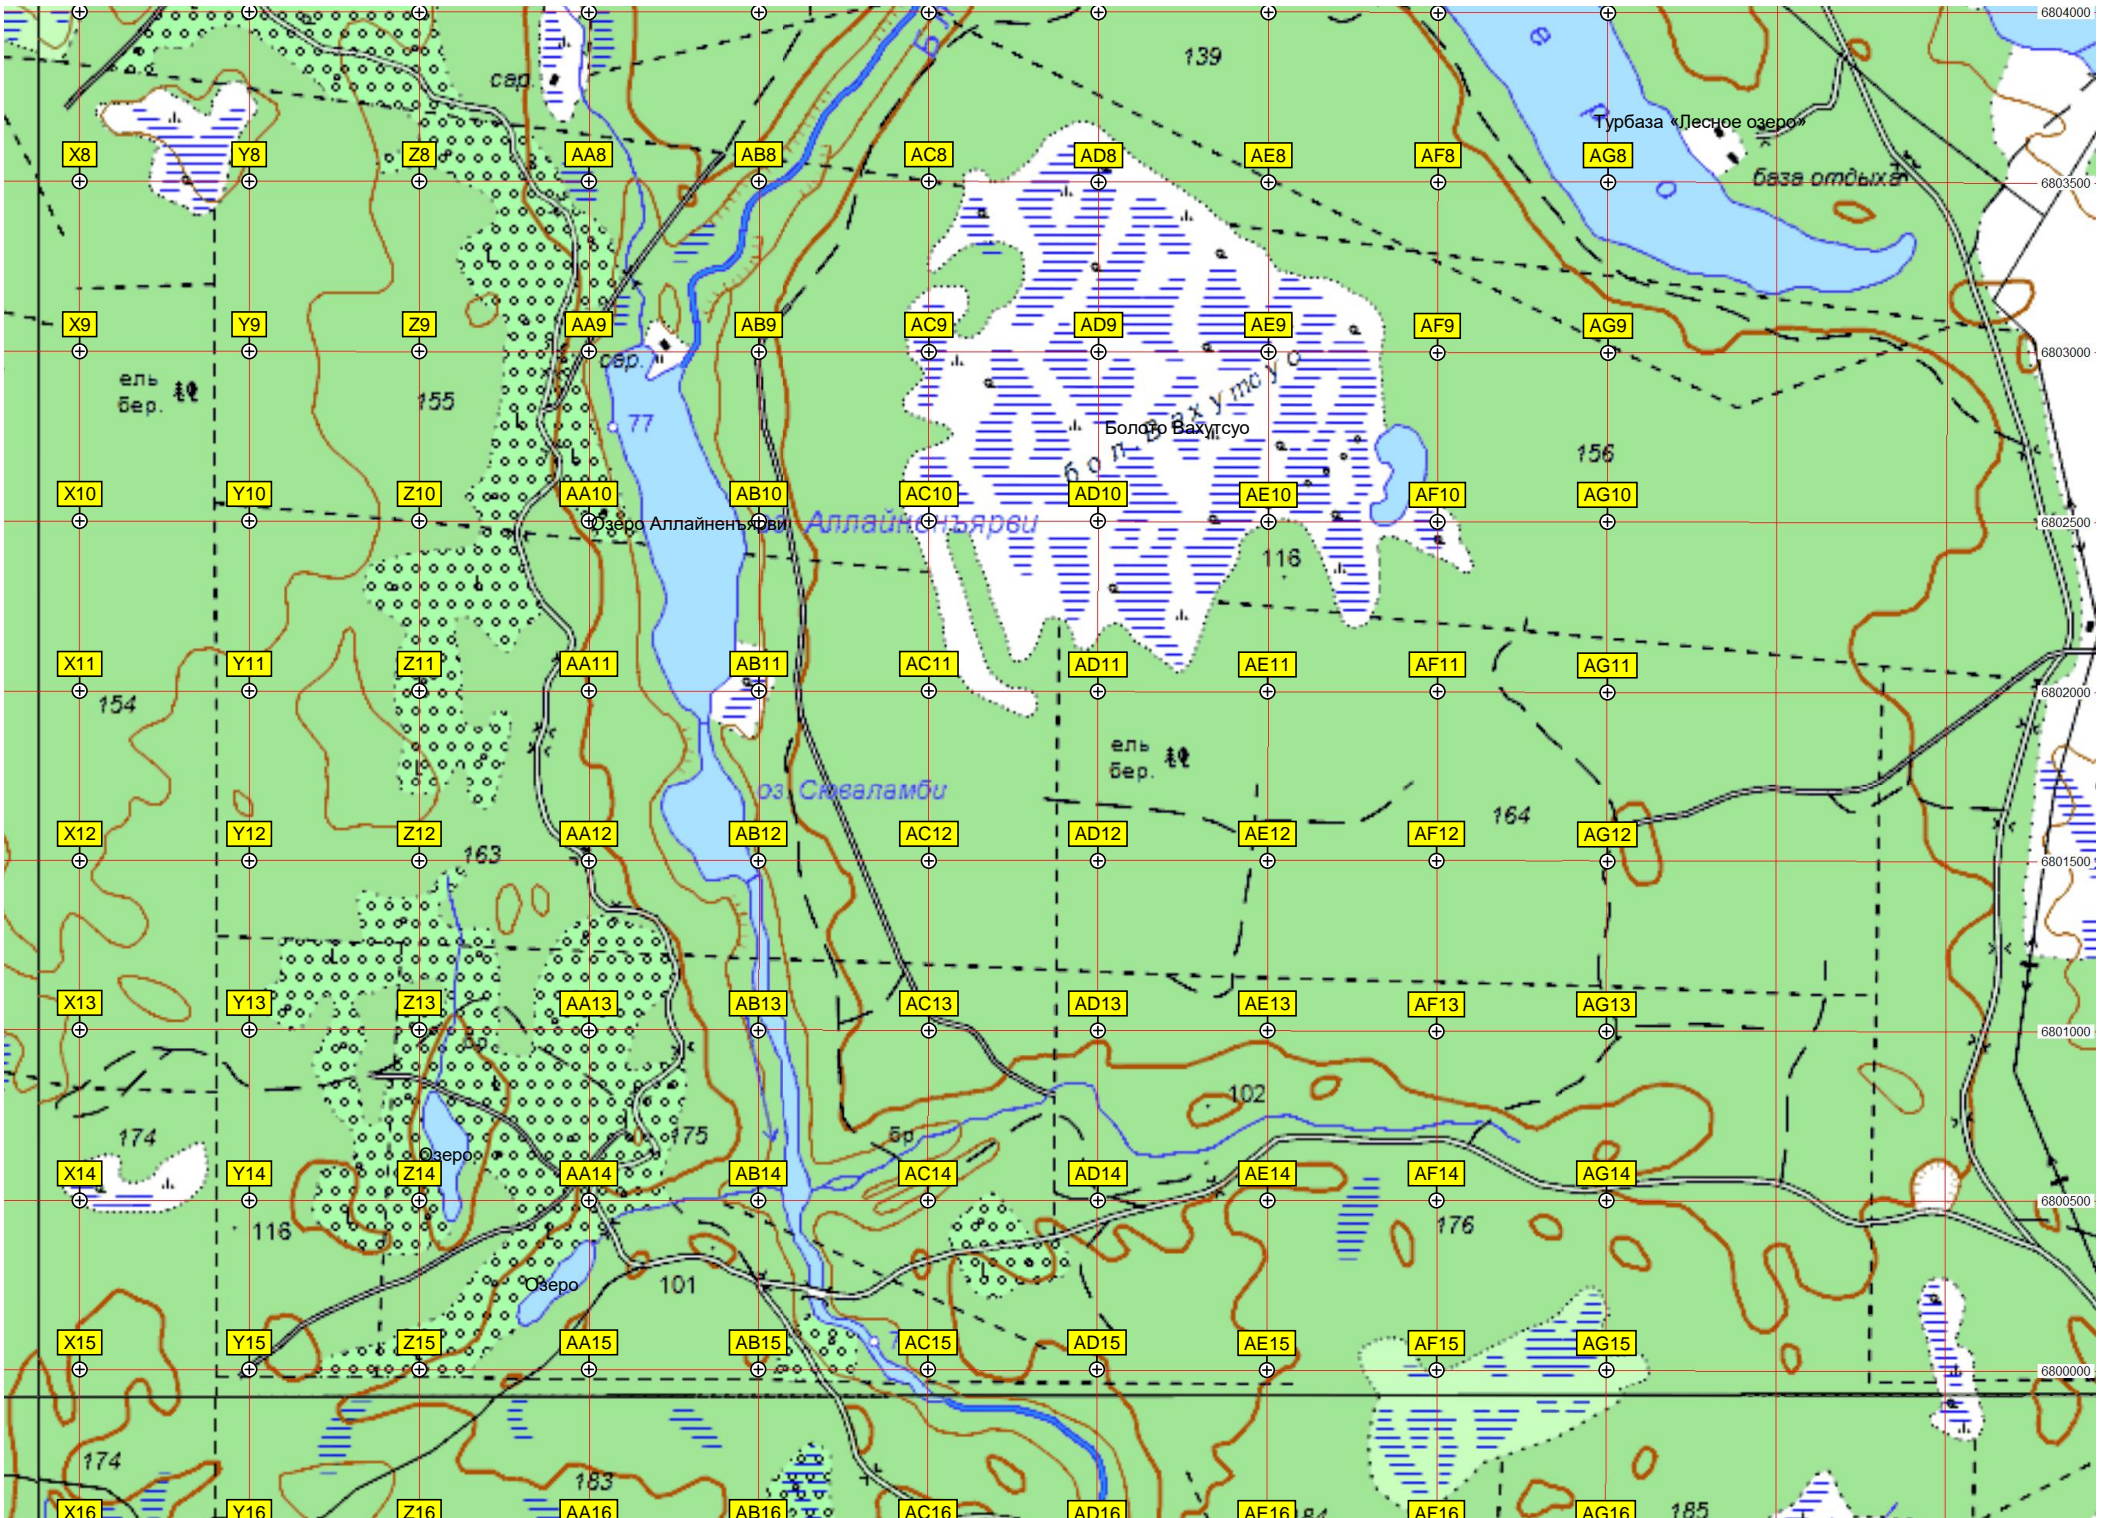 6804000
139
сар.
Турбаза «Лесное озеро»
е
р
о
X8
Y8
Z8
AA8
AB8
AC8
AD8
AE8
AF8
AG8
база отдыха
6803500
X9
Y9
Z9
AA9
AB9
AC9
AD9
AE9
AF9
AG9
6803000
сар.
ель
бер.
155
77
бол. Вахутсуо
Болото Вахутсуо
156
X10
Y10
Z10
AA10
AB10
AC10
AD10
AE10
AF10
AG10
Озеро Аллайненъярви
оз. Аллайненъярви
6802500
116
X11
Y11
Z11
AA11
AB11
AC11
AD11
AE11
AF11
AG11
6802000
154
ель
бер.
оз. Сюваламби
164
X12
Y12
Z12
AA12
AB12
AC12
AD12
AE12
AF12
AG12
163
6801500
X13
Y13
Z13
AA13
AB13
AC13
AD13
AE13
AF13
AG13
6801000
бр
102
174
175
бр
Озеро
X14
Y14
Z14
AA14
AB14
AC14
AD14
AE14
AF14
AG14
6800500
116
176
Озеро
101
X15
Y15
Z15
AA15
AB15
AC15
AD15
AE15
AF15
AG15
6800000
174
183
X16
Y16
Z16
AA16
AB16
AC16
AD16
AE16
AF16
AG16
185